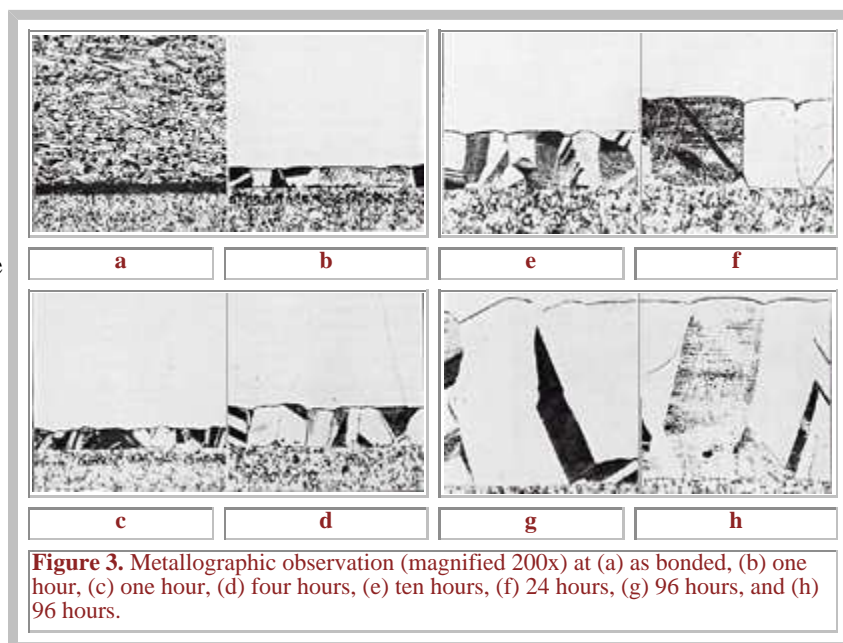 a
b
e
f
c
d
g
h
Figure 3. Metallographic observation (magnified 200x) at (a) as bonded, (b) one
hour, (c) one hour, (d) four hours, (e) ten hours, (f) 24 hours, (g) 96 hours, and (h)
96 hours.